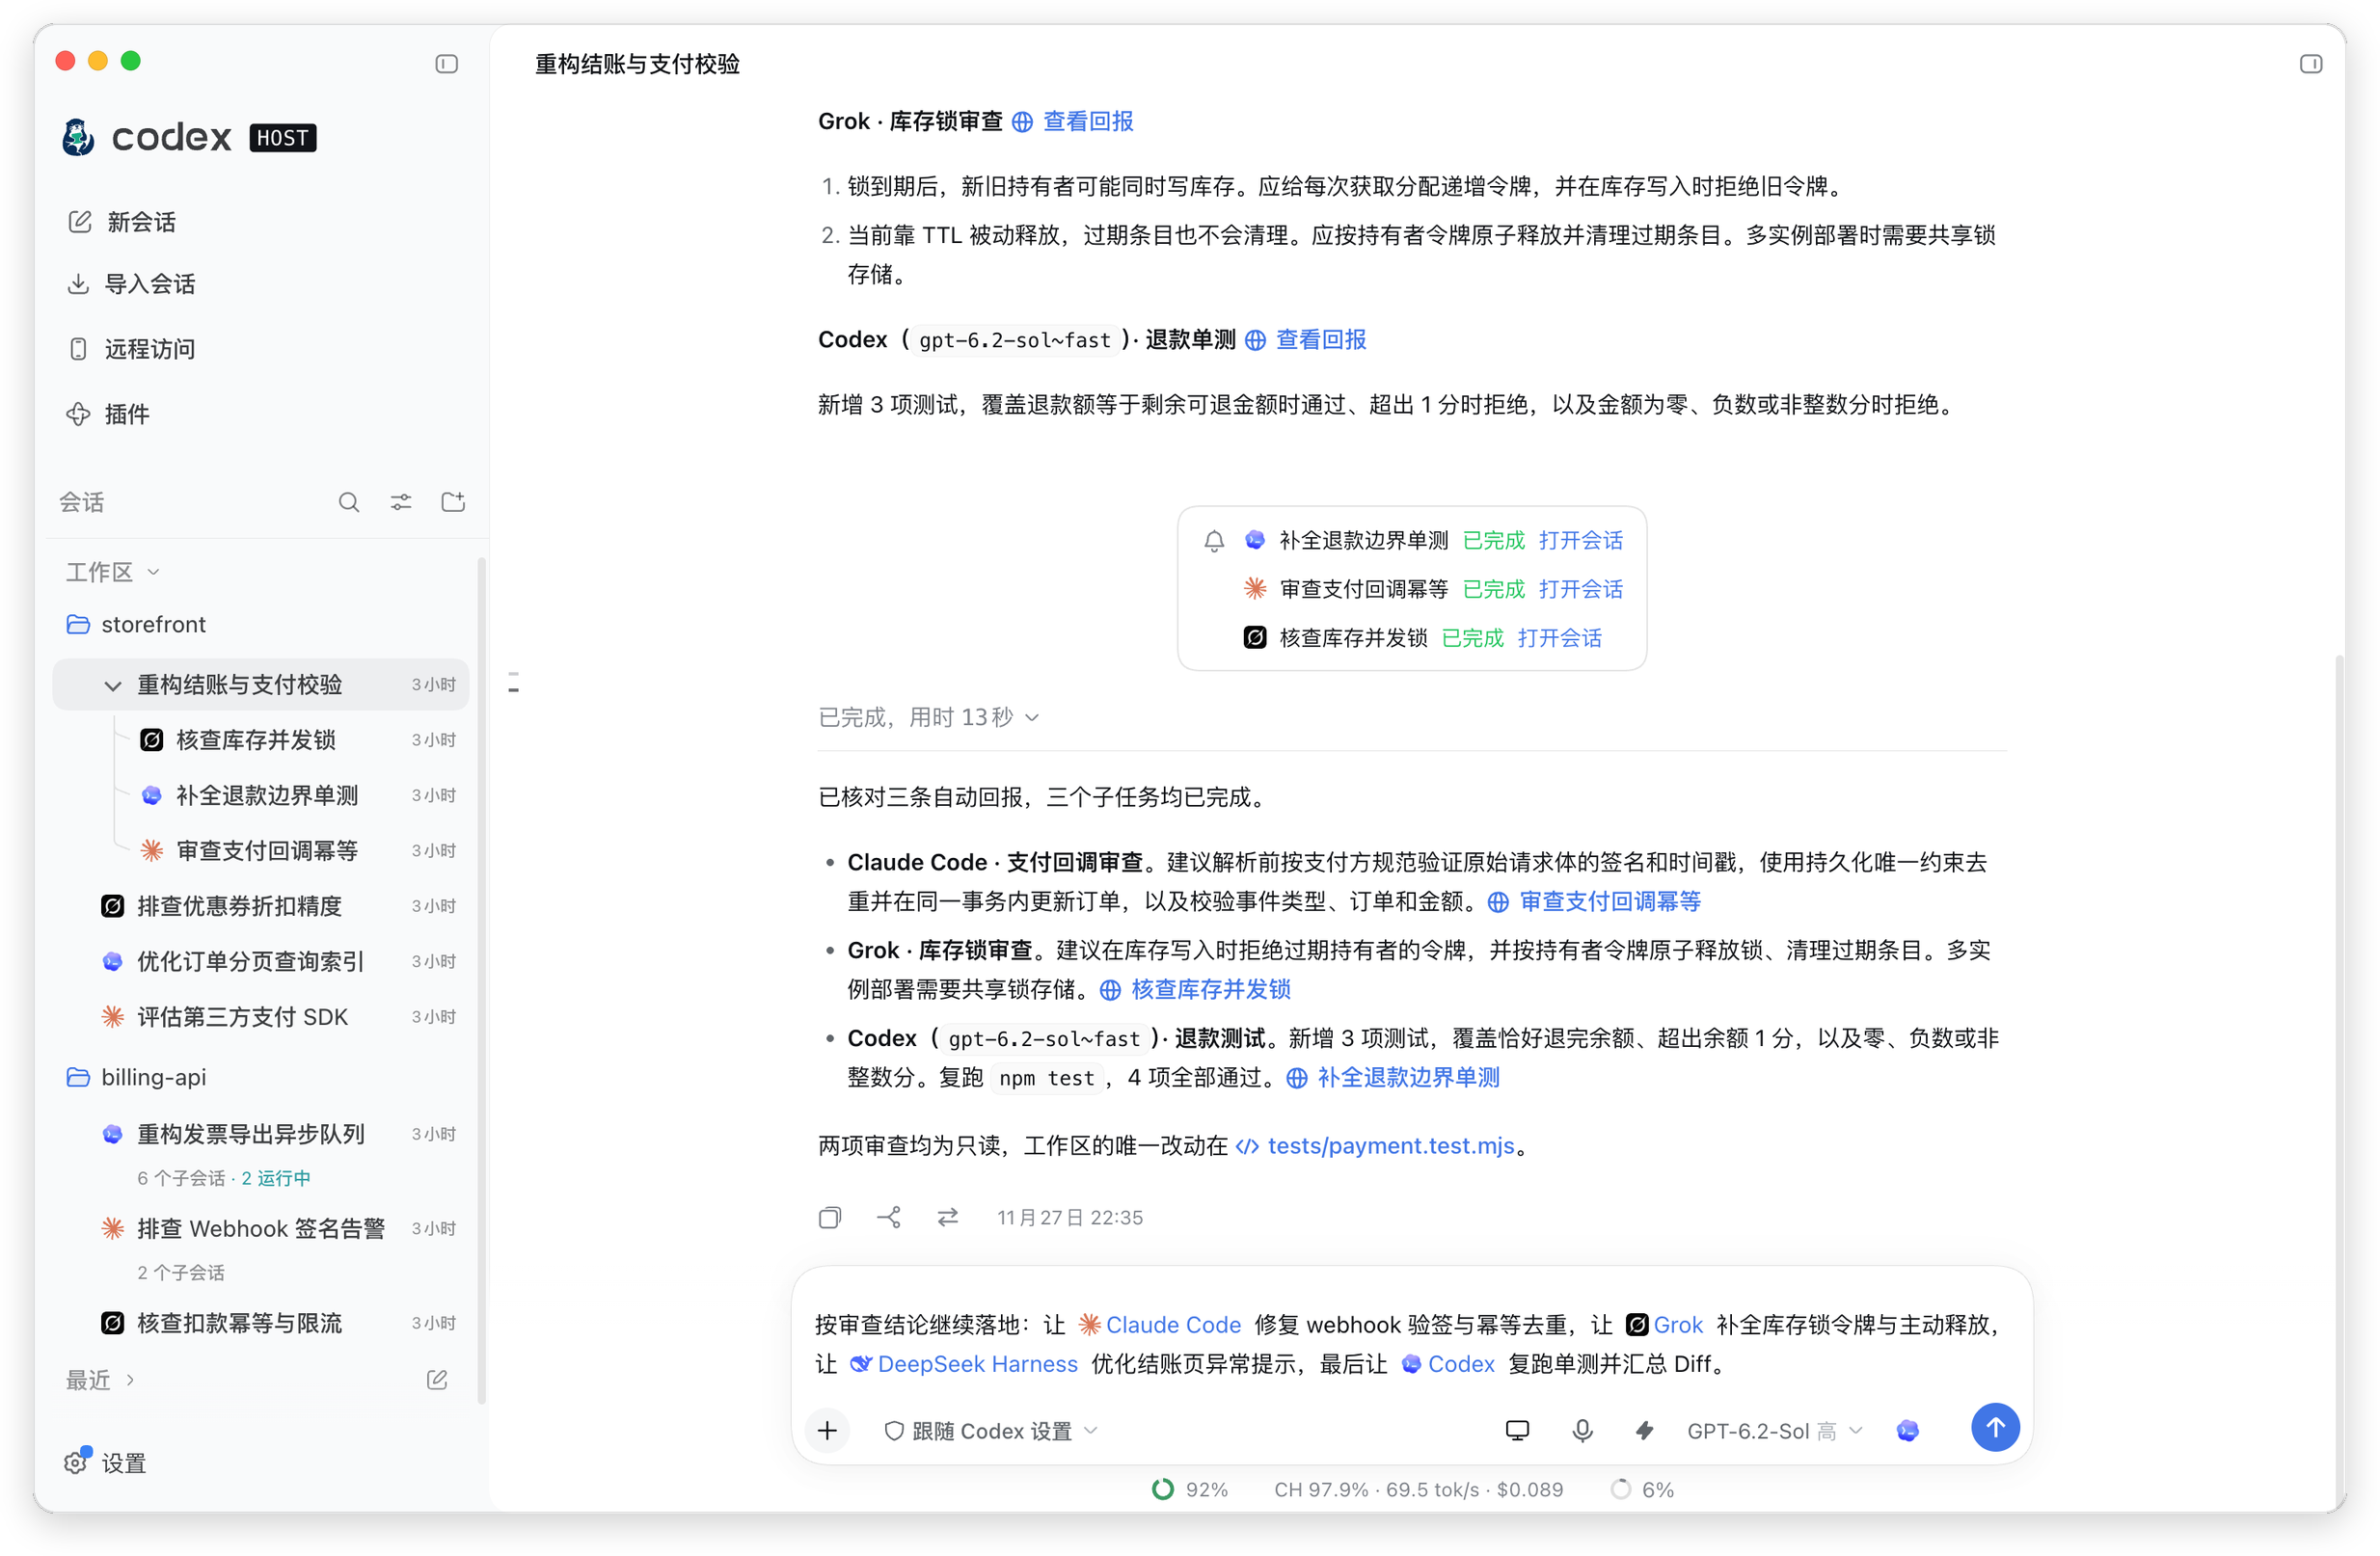 codex HOST
新会话
导入会话
远程访问
插件
会话
工作区
storefront
重构结账与支付校验 3 小时
核查库存并发锁 3 小时
补全退款边界单测 3 小时
审查支付回调幂等 3 小时
排查优惠券折扣精度 3 小时
优化订单分页查询索引 3 小时
评估第三方支付 SDK 3 小时
billing-api
重构发票导出异步队列 3 小时
6 个子会话 · 2 运行中
排查 Webhook 签名告警 3 小时
2 个子会话
核查扣款幂等与限流 3 小时
最近
设置
重构结账与支付校验
Grok · 库存锁审查 查看回报
1. 锁到期后，新旧持有者可能同时写库存。应给每次获取分配递增令牌，并在库存写入时拒绝旧令牌。
2. 当前靠 TTL 被动释放，过期条目也不会清理。应按持有者令牌原子释放并清理过期条目。多实例部署时需要共享锁
存储。
Codex（gpt-6.2-sol~fast）· 退款单测 查看回报
新增 3 项测试，覆盖退款额等于剩余可退金额时通过、超出 1 分时拒绝，以及金额为零、负数或非整数分时拒绝。
补全退款边界单测 已完成 打开会话
审查支付回调幂等 已完成 打开会话
核查库存并发锁 已完成 打开会话
已完成，用时 13 秒
已核对三条自动回报，三个子任务均已完成。
• Claude Code · 支付回调审查。建议解析前按支付方规范验证原始请求体的签名和时间戳，使用持久化唯一约束去
重并在同一事务内更新订单，以及校验事件类型、订单和金额。 审查支付回调幂等
• Grok · 库存锁审查。建议在库存写入时拒绝过期持有者的令牌，并按持有者令牌原子释放锁、清理过期条目。多实
例部署需要共享锁存储。 核查库存并发锁
• Codex（gpt-6.2-sol~fast）· 退款测试。新增 3 项测试，覆盖恰好退完余额、超出余额 1 分，以及零、负数或非
整数分。复跑 npm test，4 项全部通过。 补全退款边界单测
两项审查均为只读，工作区的唯一改动在 </> tests/payment.test.mjs。
11月27日 22:35
按审查结论继续落地：让 Claude Code 修复 webhook 验签与幂等去重，让 Grok 补全库存锁令牌与主动释放，
让 DeepSeek Harness 优化结账页异常提示，最后让 Codex 复跑单测并汇总 Diff。
跟随 Codex 设置
GPT-6.2-Sol 高
92% CH 97.9% · 69.5 tok/s · $0.089 6%